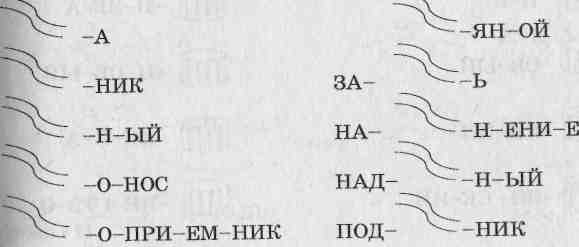 -А
-НИК
-Н-ЫЙ
-О-НОС
-О-ПРИ-ЕМ-НИК
-ЯН-ОЙ
ЗА- -Ь
НА- -Н-ЕНИ-Е
НАД- -Н-ЫЙ
ПОД- -НИК